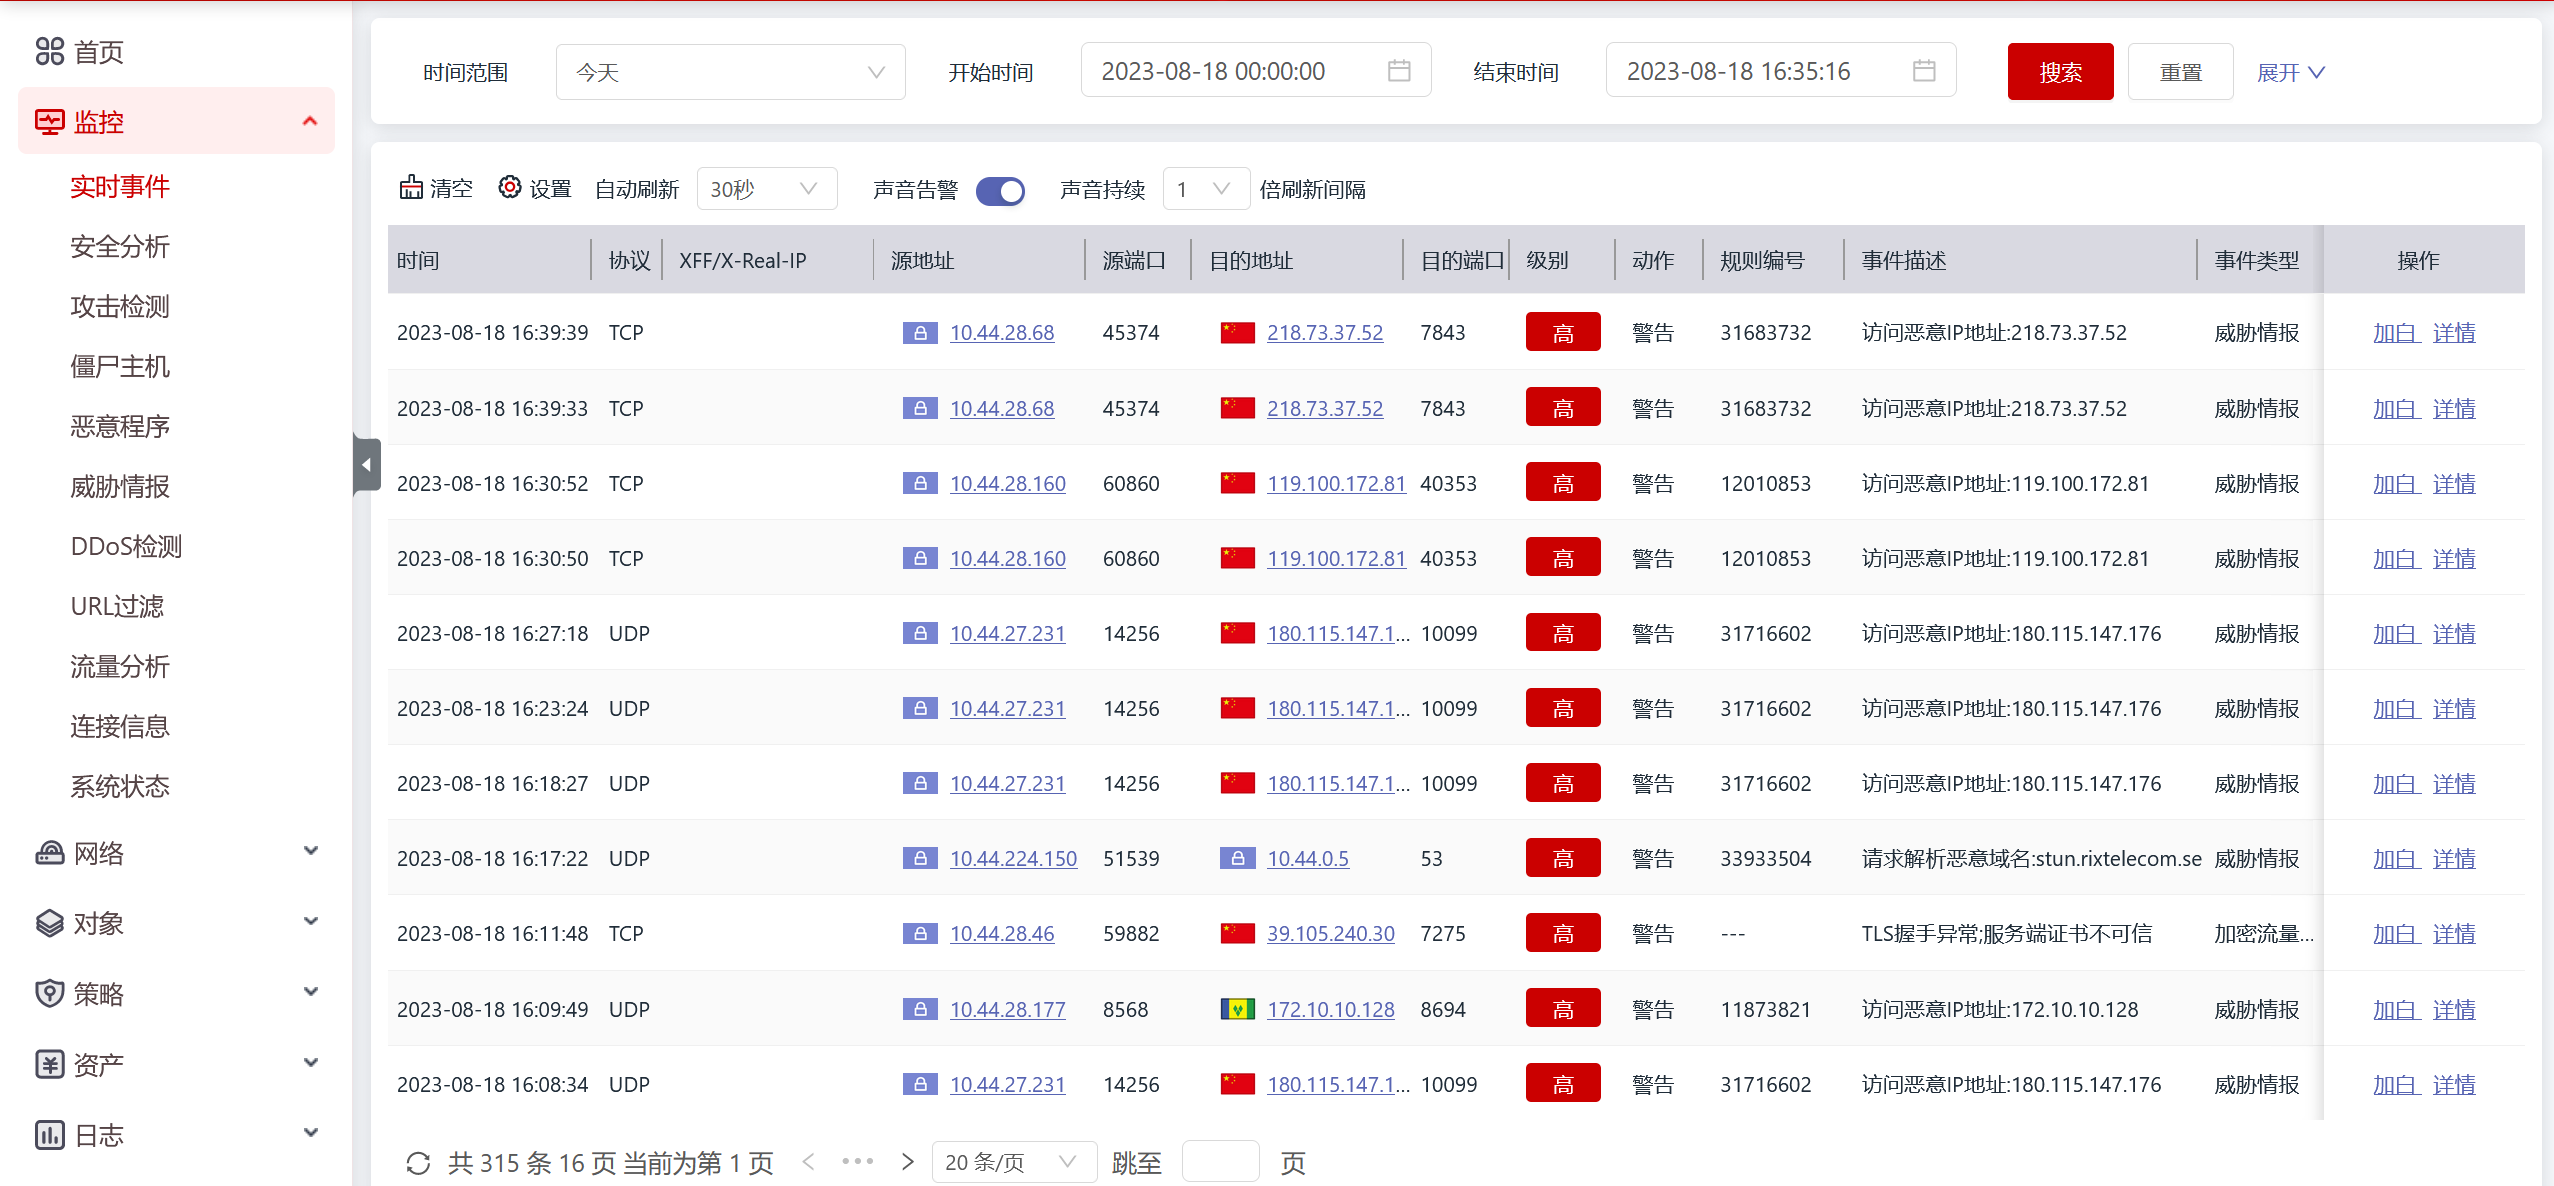 首页
监控
实时事件
安全分析
攻击检测
僵尸主机
恶意程序
威胁情报
DDoS检测
URL过滤
流量分析
连接信息
系统状态
网络
对象
策略
资产
日志
时间范围 今天 开始时间 2023-08-18 00:00:00 结束时间 2023-08-18 16:35:16 搜索 重置 展开
清空 设置 自动刷新 30秒 声音告警 声音持续 1 倍刷新间隔
时间 协议 XFF/X-Real-IP 源地址 源端口 目的地址 目的端口 级别 动作 规则编号 事件描述 事件类型 操作
2023-08-18 16:39:39 TCP 10.44.28.68 45374 218.73.37.52 7843 高 警告 31683732 访问恶意IP地址:218.73.37.52 威胁情报 加白 详情
2023-08-18 16:39:33 TCP 10.44.28.68 45374 218.73.37.52 7843 高 警告 31683732 访问恶意IP地址:218.73.37.52 威胁情报 加白 详情
2023-08-18 16:30:52 TCP 10.44.28.160 60860 119.100.172.81 40353 高 警告 12010853 访问恶意IP地址:119.100.172.81 威胁情报 加白 详情
2023-08-18 16:30:50 TCP 10.44.28.160 60860 119.100.172.81 40353 高 警告 12010853 访问恶意IP地址:119.100.172.81 威胁情报 加白 详情
2023-08-18 16:27:18 UDP 10.44.27.231 14256 180.115.147.1... 10099 高 警告 31716602 访问恶意IP地址:180.115.147.176 威胁情报 加白 详情
2023-08-18 16:23:24 UDP 10.44.27.231 14256 180.115.147.1... 10099 高 警告 31716602 访问恶意IP地址:180.115.147.176 威胁情报 加白 详情
2023-08-18 16:18:27 UDP 10.44.27.231 14256 180.115.147.1... 10099 高 警告 31716602 访问恶意IP地址:180.115.147.176 威胁情报 加白 详情
2023-08-18 16:17:22 UDP 10.44.224.150 51539 10.44.0.5 53 高 警告 33933504 请求解析恶意域名:stun.rixtelecom.se 威胁情报 加白 详情
2023-08-18 16:11:48 TCP 10.44.28.46 59882 39.105.240.30 7275 高 警告 --- TLS握手异常;服务端证书不可信 加密流量... 加白 详情
2023-08-18 16:09:49 UDP 10.44.28.177 8568 172.10.10.128 8694 高 警告 11873821 访问恶意IP地址:172.10.10.128 威胁情报 加白 详情
2023-08-18 16:08:34 UDP 10.44.27.231 14256 180.115.147.1... 10099 高 警告 31716602 访问恶意IP地址:180.115.147.176 威胁情报 加白 详情
共 315 条 16 页 当前为第 1 页 < ••• > 20 条/页 跳至 页